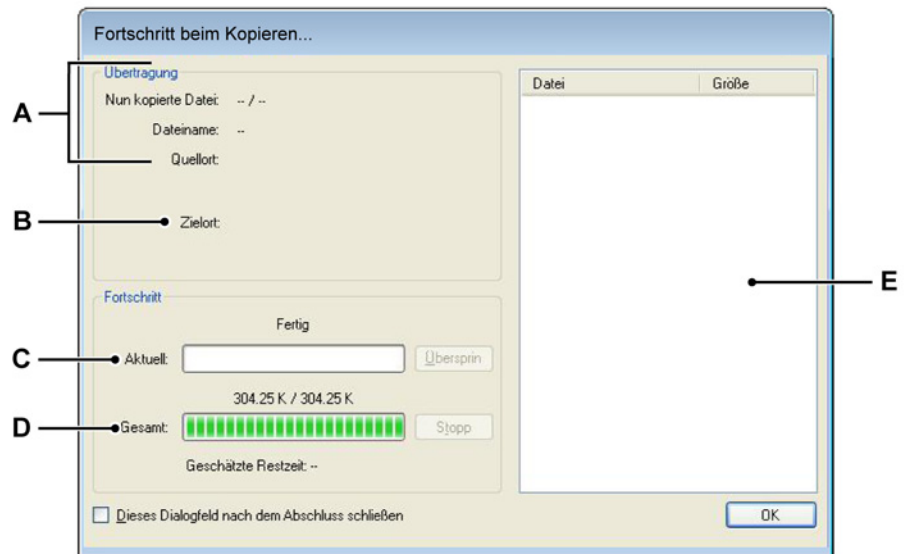 Fortschritt beim Kopieren...
A
Übertragung
Nun kopierte Datei: -- / --
Dateiname: --
Quellort:
B
Zielort:
Fortschritt
Fertig
C
Aktuell:
Übersprin
304.25 K / 304.25 K
D
Gesamt:
Stopp
Geschätzte Restzeit: --
Dieses Dialogfeld nach dem Abschluss schließen
Datei Größe
E
OK